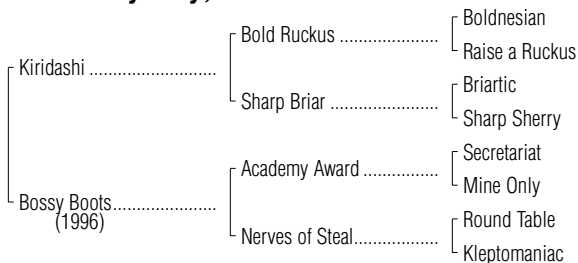 Boldnesian
Bold Ruckus ....................
Raise a Ruckus
Kiridashi ..........................
Briartic
Sharp Briar ......................
Sharp Sherry
Secretariat
Academy Award ...............
Mine Only
Bossy Boots.....................
(1996)
Round Table
Nerves of Steal.................
Kleptomaniac